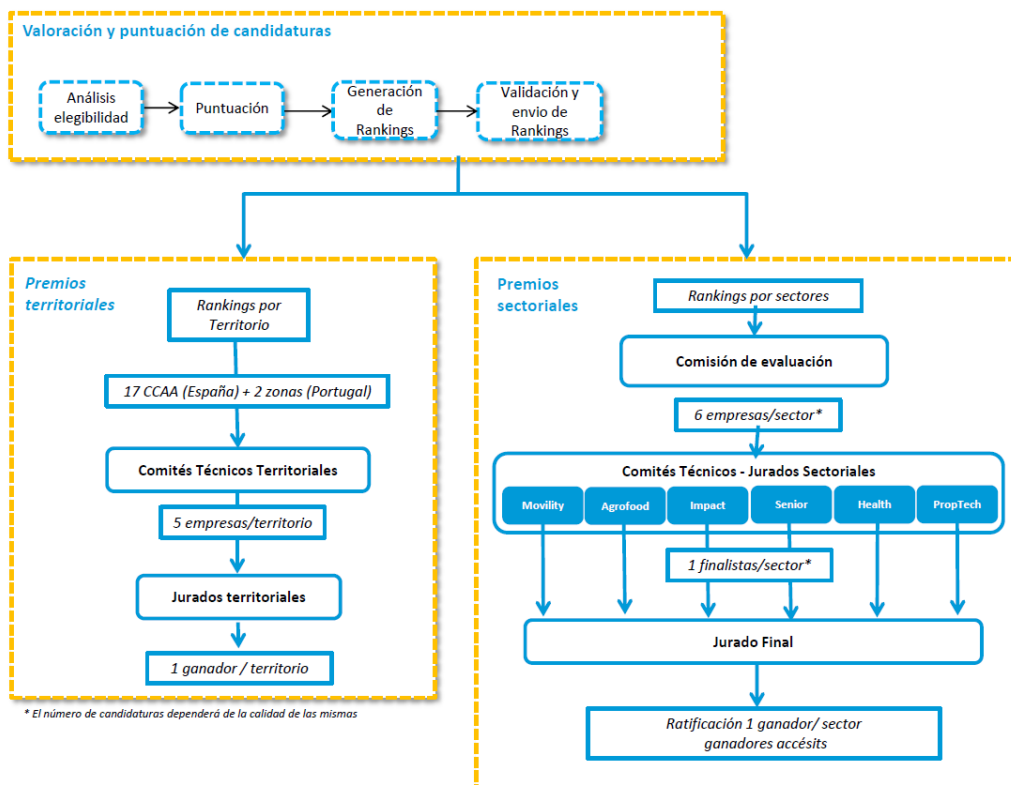 Valoración y puntuación de candidaturas
Análisis
elegibilidad
Puntuación
Generación
de
Rankings
Validación y
envio de
Rankings
Premios
territoriales
Rankings por
Territorio
17 CCAA (España) + 2 zonas (Portugal)
Comités Técnicos Territoriales
5 empresas/territorio
Jurados territoriales
1 ganador / territorio
* El número de candidaturas dependerá de la calidad de las mismas
Premios
sectoriales
Rankings por sectores
Comisión de evaluación
6 empresas/sector*
Comités Técnicos - Jurados Sectoriales
Movility
Agrofood
Impact
Senior
Health
PropTech
1 finalistas/sector*
Jurado Final
Ratificación 1 ganador/ sector
ganadores accésits